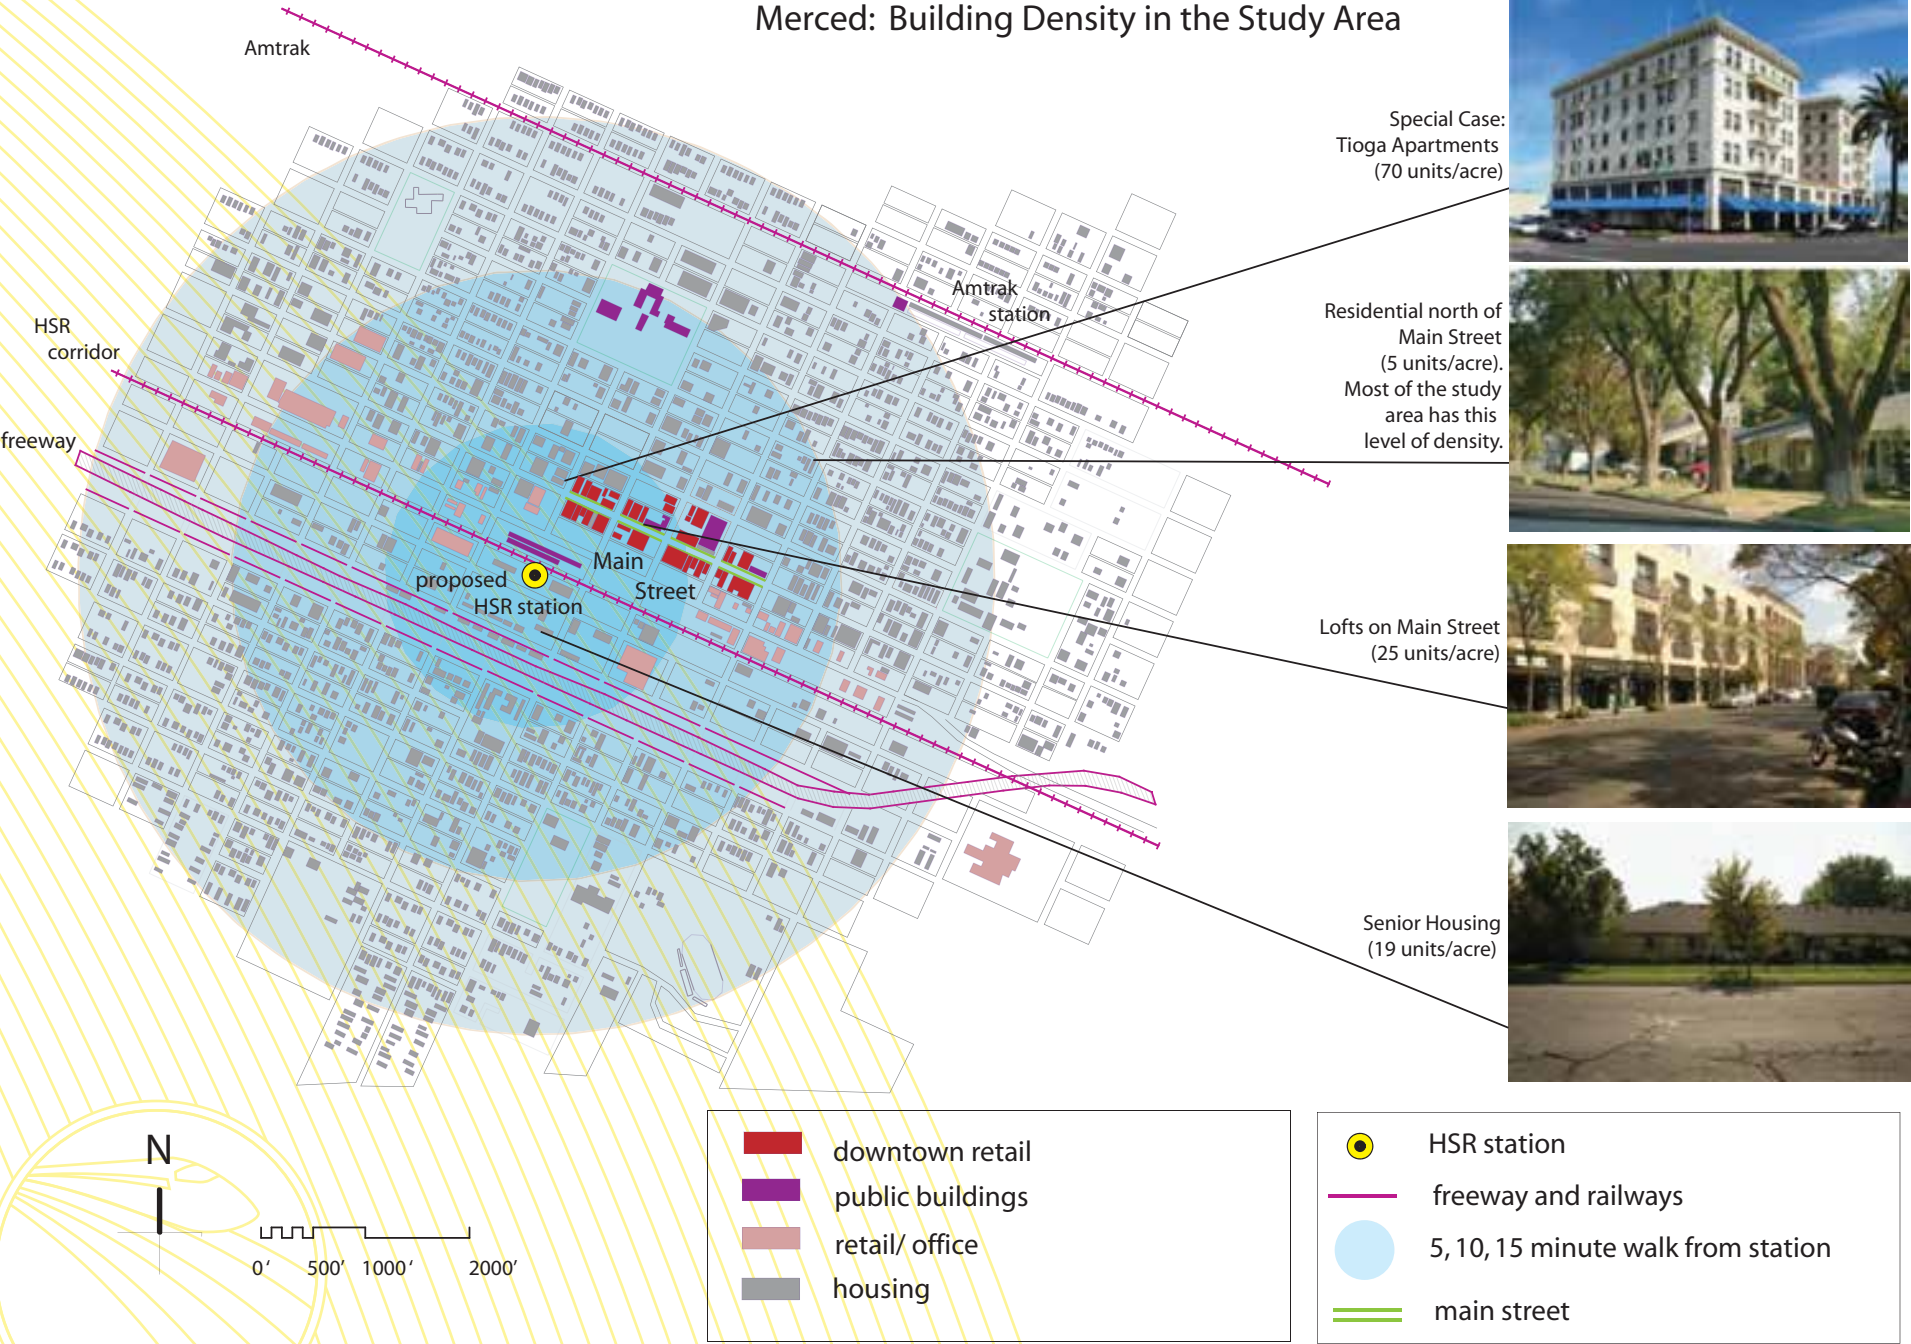 Merced: Building Density in the Study Area
Amtrak
Special Case:
Tioga Apartments
(70 units/acre)
Amtrak
station
Residential north of
Main Street
(5 units/acre).
Most of the study
area has this
level of density.
HSR
corridor
freeway
Main
Street
proposed
HSR station
Lofts on Main Street
(25 units/acre)
Senior Housing
(19 units/acre)
N
0‘ 500’ 1000‘ 2000’
downtown retail
public buildings
retail/ office
housing
HSR station
freeway and railways
5, 10, 15 minute walk from station
main street